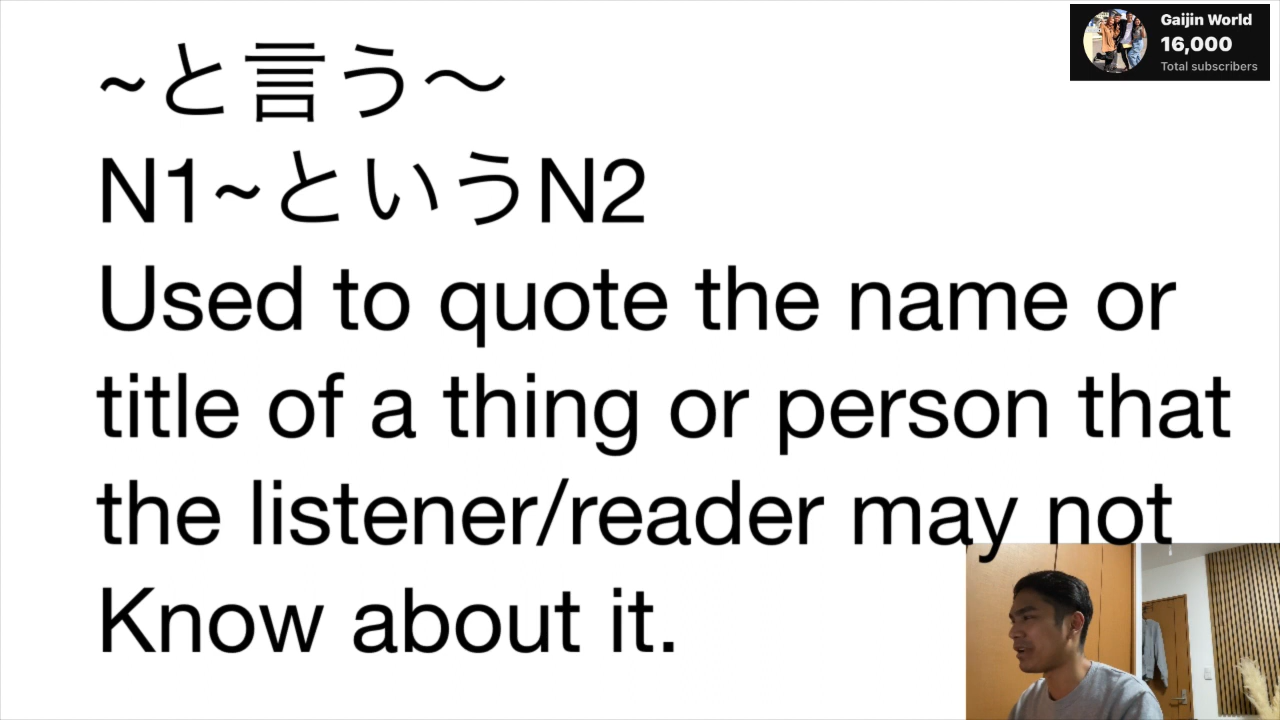 ~と言う〜
N1~というN2
Used to quote the name or
title of a thing or person that
the listener/reader may not
Know about it.
Gaijin World
16,000
Total subscribers